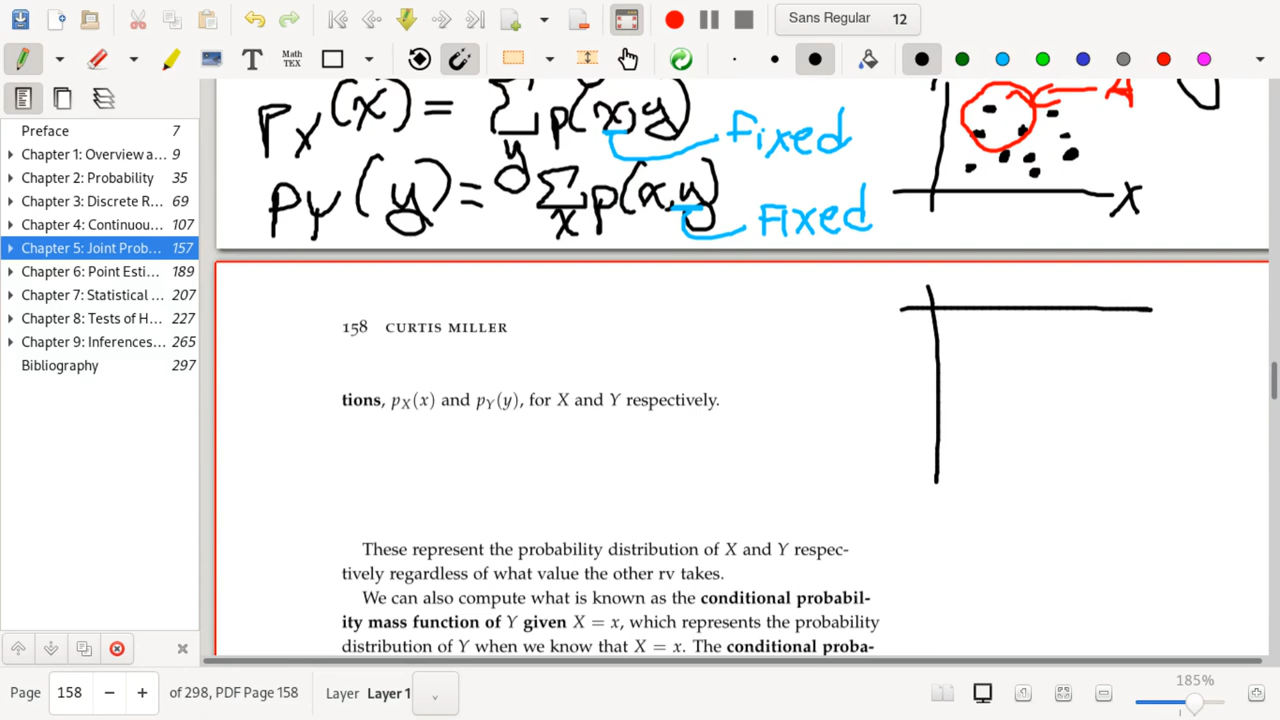 Sans Regular 12
T Math TEX
Preface 7
Chapter 1: Overview a... 9
Chapter 2: Probability 35
Chapter 3: Discrete R... 69
Chapter 4: Continuou... 107
Chapter 5: Joint Prob... 157
Chapter 6: Point Esti... 189
Chapter 7: Statistical ... 207
Chapter 8: Tests of H... 227
Chapter 9: Inferences... 265
Bibliography 297
p_X(x) = ∑_y p(x,y) Fixed
p_Y(y) = ∑_x p(x,y) Fixed
A
X
158 CURTIS MILLER
tions, p_X(x) and p_Y(y), for X and Y respectively.
These represent the probability distribution of X and Y respec-
tively regardless of what value the other rv takes.
We can also compute what is known as the conditional probabil-
ity mass function of Y given X = x, which represents the probability
distribution of Y when we know that X = x. The conditional proba-
Page 158 of 298, PDF Page 158 Layer Layer 1 185%